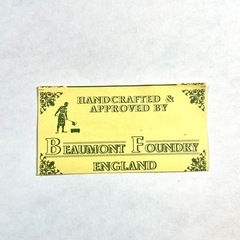 HANDCRAFTED &
APPROVED BY
BEAUMONT FOUNDRY
ENGLAND